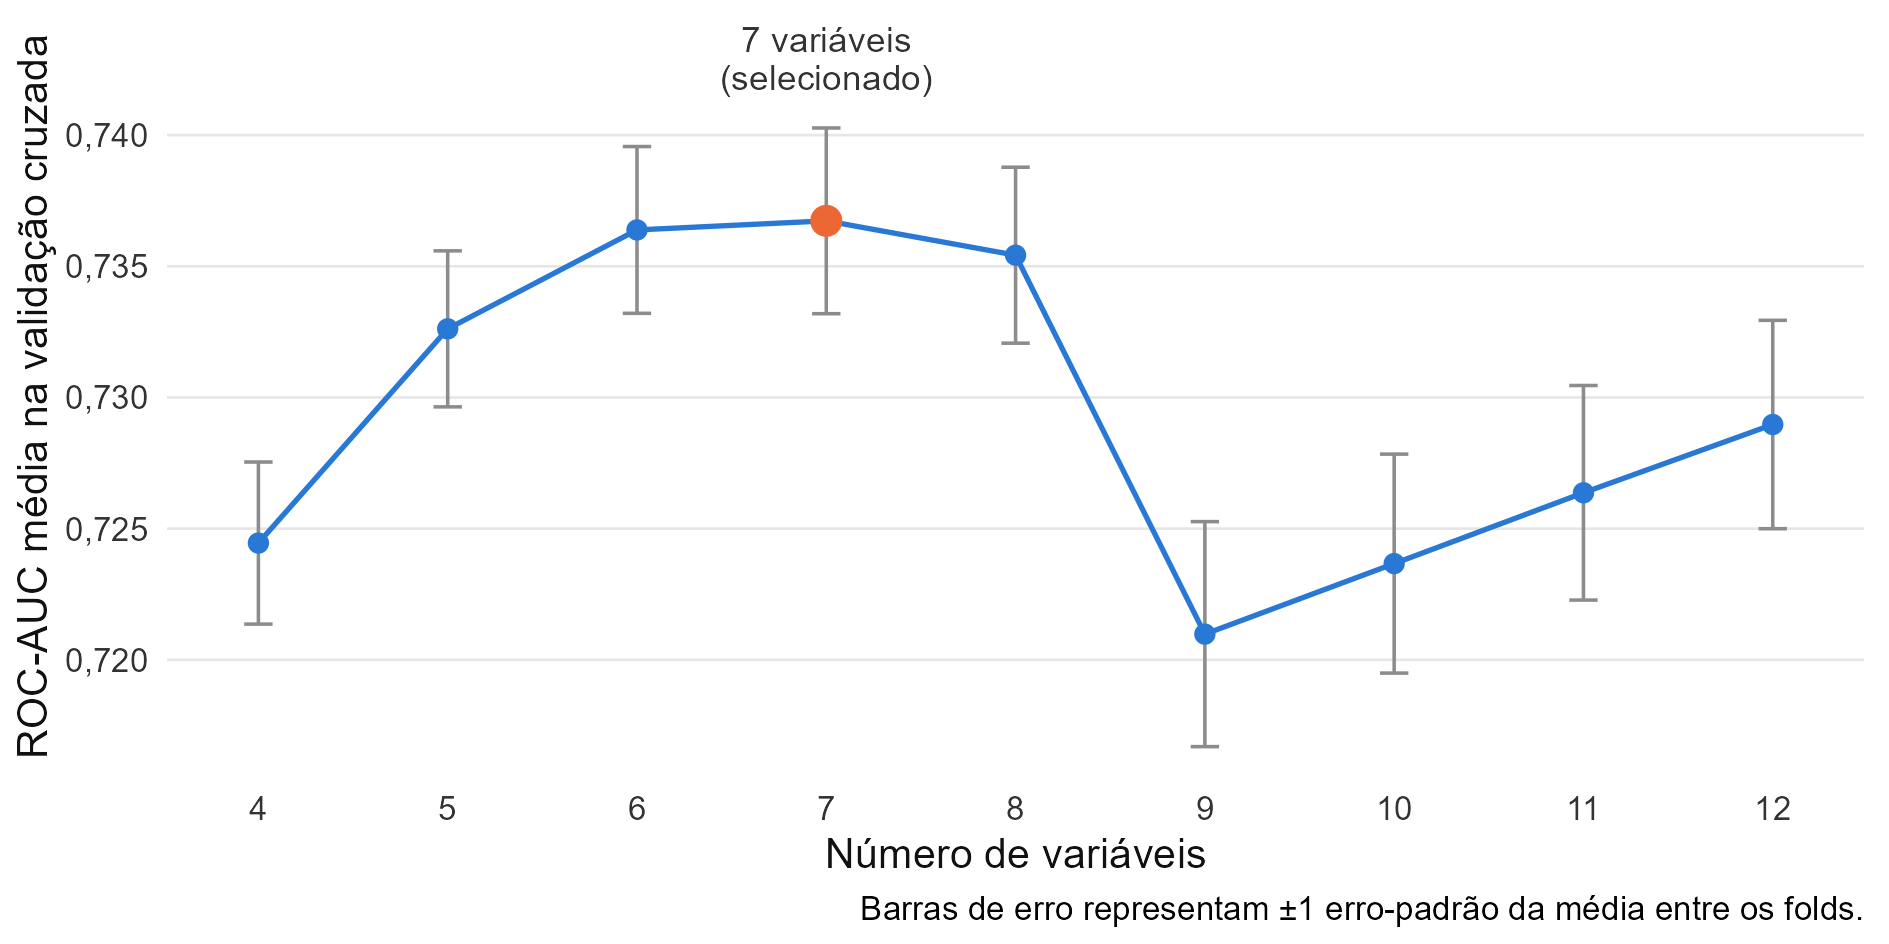 7 variáveis
(selecionado)
ROC-AUC média na validação cruzada
0,740
0,735
0,730
0,725
0,720
4 5 6 7 8 9 10 11 12
Número de variáveis
Barras de erro representam ±1 erro-padrão da média entre os folds.